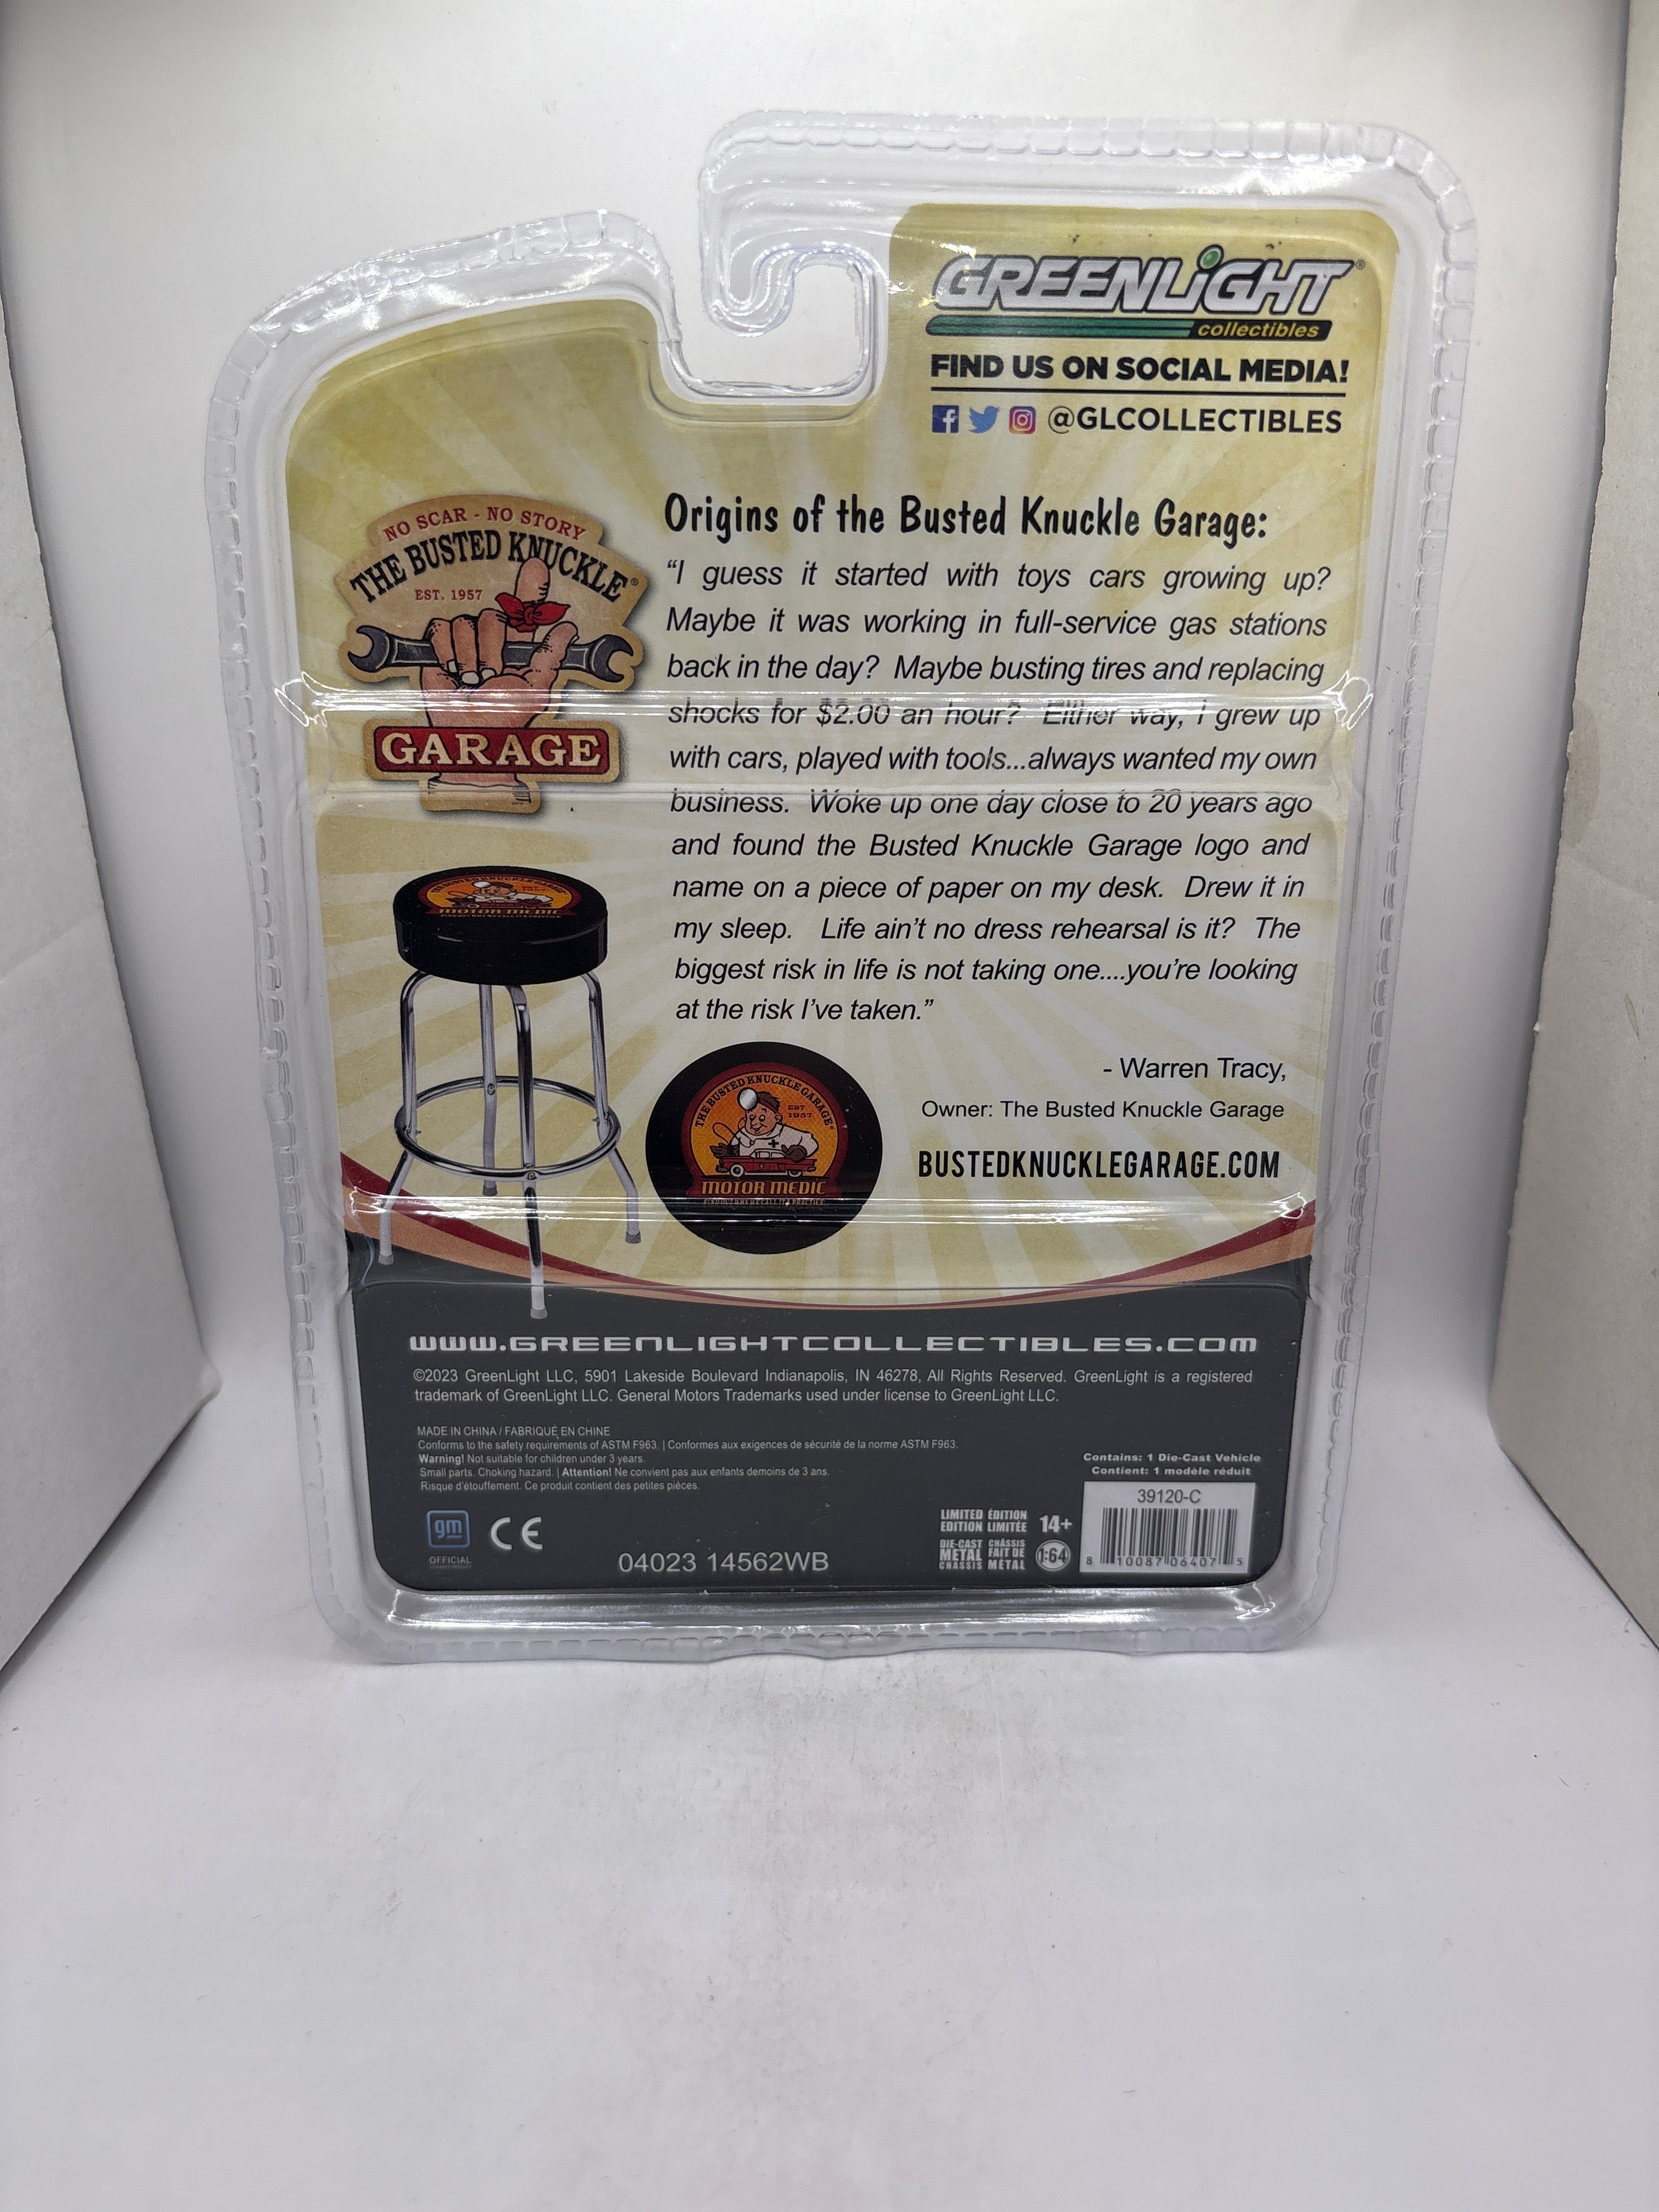 GREENLiGHT®
collectibles
FIND US ON SOCIAL MEDIA!
@GLCOLLECTIBLES
NO SCAR - NO STORY
THE BUSTED KNUCKLE®
EST. 1957
GARAGE
Origins of the Busted Knuckle Garage:
“I guess it started with toys cars growing up?
Maybe it was working in full-service gas stations
back in the day? Maybe busting tires and replacing
shocks for $2.00 an hour? Either way, I grew up
with cars, played with tools...always wanted my own
business. Woke up one day close to 20 years ago
and found the Busted Knuckle Garage logo and
name on a piece of paper on my desk. Drew it in
my sleep. Life ain’t no dress rehearsal is it? The
biggest risk in life is not taking one....you’re looking
at the risk I’ve taken.”
- Warren Tracy,
Owner: The Busted Knuckle Garage
BUSTEDKNUCKLEGARAGE.COM
MOTOR MEDIC
THE BUSTED KNUCKLE GARAGE®
EST
1957
MOTOR MEDIC
WWW.GREENLIGHTCOLLECTIBLES.COM
©2023 GreenLight LLC, 5901 Lakeside Boulevard Indianapolis, IN 46278, All Rights Reserved. GreenLight is a registered
trademark of GreenLight LLC. General Motors Trademarks used under license to GreenLight LLC.
MADE IN CHINA / FABRIQUÉ EN CHINE
Conforms to the safety requirements of ASTM F963. | Conformes aux exigences de sécurité de la norme ASTM F963.
Warning! Not suitable for children under 3 years.
Small parts. Choking hazard. | Attention! Ne convient pas aux enfants demoins de 3 ans.
Risque d'étouffement. Ce produit contient des petites pièces.
Contains: 1 Die-Cast Vehicle
Contient: 1 modèle réduit
39120-C
8 10087 06407 5
gm
OFFICIAL
LICENSED PRODUCT
CE
04023 14562WB
LIMITED ÉDITION
EDITION LIMITÉE
14+
DIE-CAST CHÂSSIS
METAL FAIT DE
CHASSIS MÉTAL
1:64